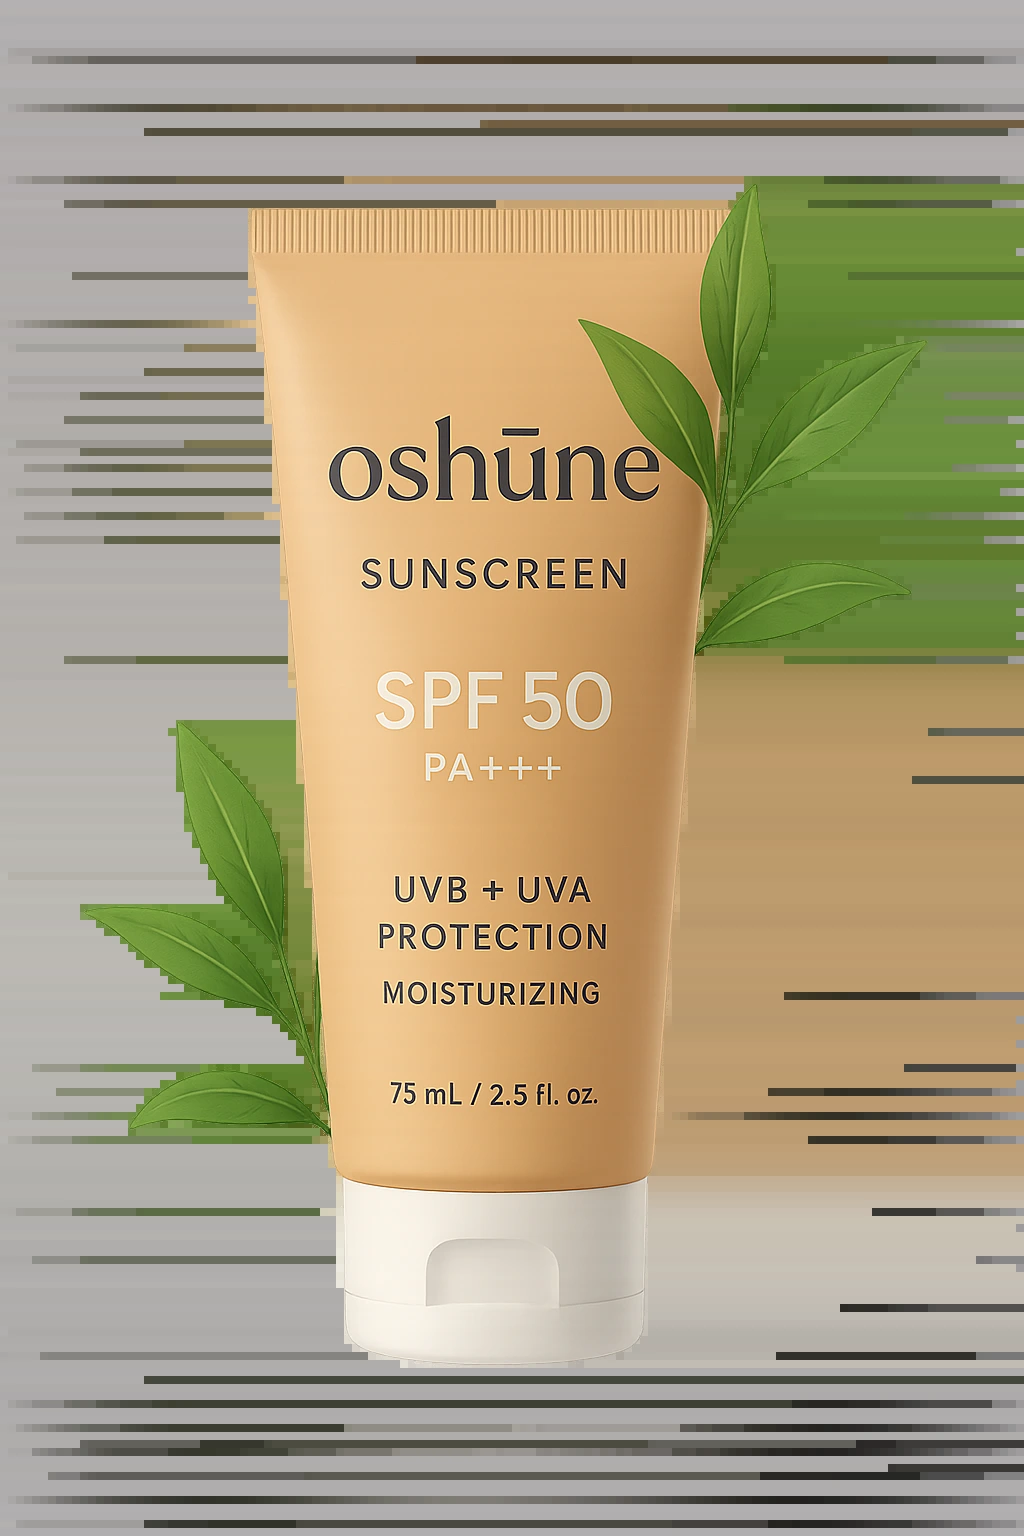 oshūne
SUNSCREEN
SPF 50
PA+++
UVB + UVA
PROTECTION
MOISTURIZING
75 mL / 2.5 fl. oz.